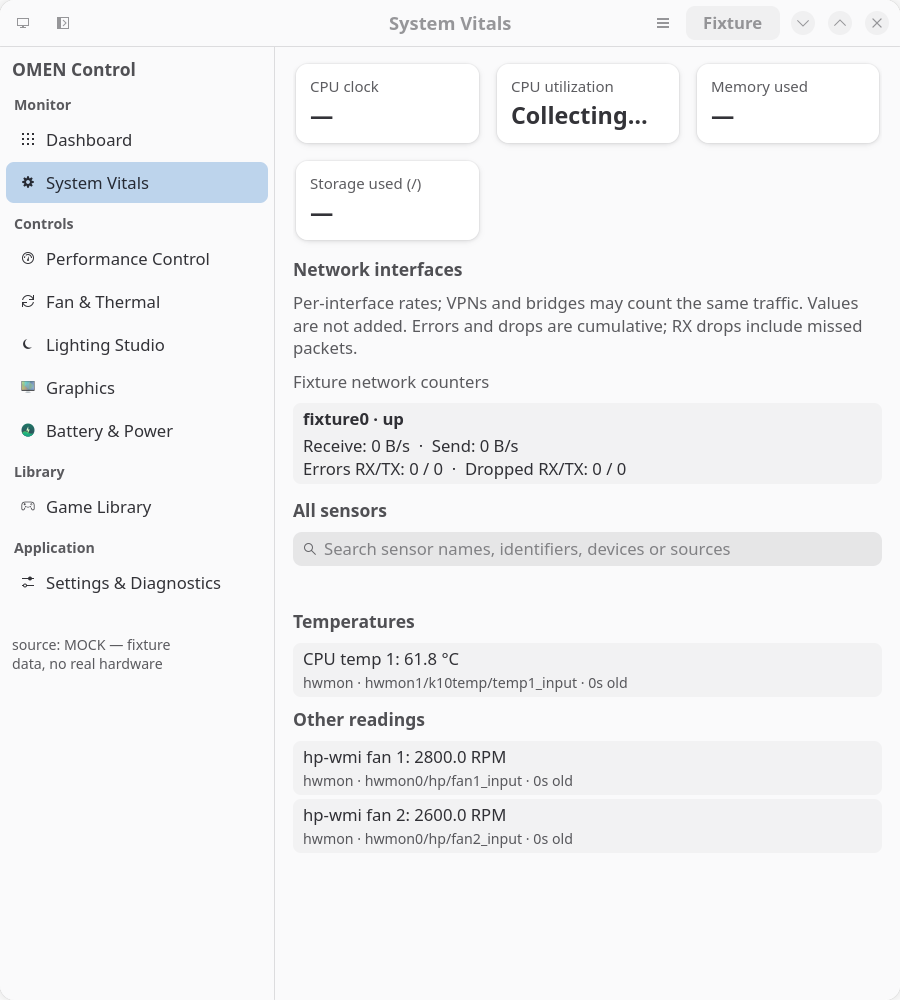 System Vitals
Fixture
OMEN Control
Monitor
Dashboard
System Vitals
Controls
Performance Control
Fan & Thermal
Lighting Studio
Graphics
Battery & Power
Library
Game Library
Application
Settings & Diagnostics
source: MOCK — fixture
data, no real hardware
CPU clock
—
CPU utilization
Collecting…
Memory used
—
Storage used (/)
—
Network interfaces
Per-interface rates; VPNs and bridges may count the same traffic. Values
are not added. Errors and drops are cumulative; RX drops include missed
packets.
Fixture network counters
fixture0 · up
Receive: 0 B/s · Send: 0 B/s
Errors RX/TX: 0 / 0 · Dropped RX/TX: 0 / 0
All sensors
Search sensor names, identifiers, devices or sources
Temperatures
CPU temp 1: 61.8 °C
hwmon · hwmon1/k10temp/temp1_input · 0s old
Other readings
hp-wmi fan 1: 2800.0 RPM
hwmon · hwmon0/hp/fan1_input · 0s old
hp-wmi fan 2: 2600.0 RPM
hwmon · hwmon0/hp/fan2_input · 0s old